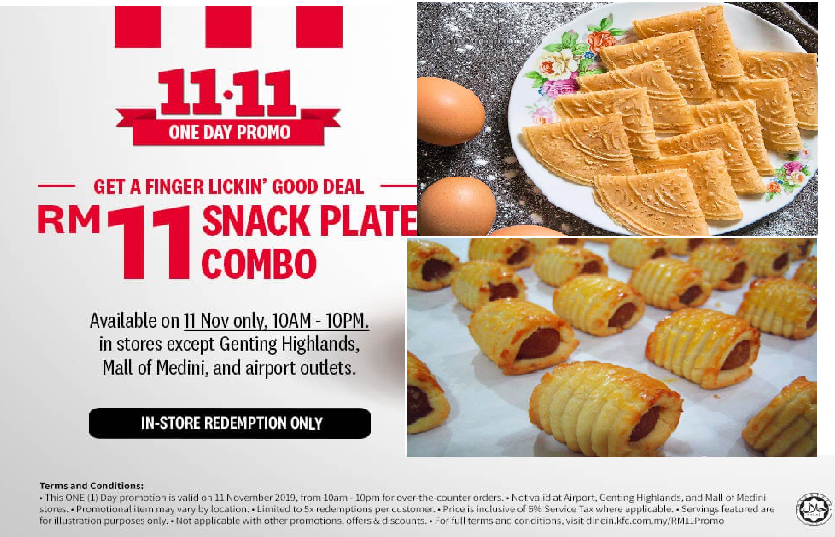 11·11
ONE DAY PROMO
GET A FINGER LICKIN' GOOD DEAL
RM 11 SNACK PLATE
COMBO
Available on 11 Nov only, 10AM - 10PM.
in stores except Genting Highlands,
Mall of Medini, and airport outlets.
IN-STORE REDEMPTION ONLY
Terms and Conditions:
• This ONE (1) Day promotion is valid on 11 November 2019, from 10am - 10pm for over-the-counter orders. • Not valid at Airport, Genting Highlands, and Mall of Medini
stores. • Promotional item may vary by location. • Limited to 5x redemptions per customer. • Price is inclusive of 6% Service Tax where applicable. • Servings featured are
for illustration purposes only. • Not applicable with other promotions, offers & discounts. • For full terms and conditions, visit dinein.kfc.com.my/RM11Promo